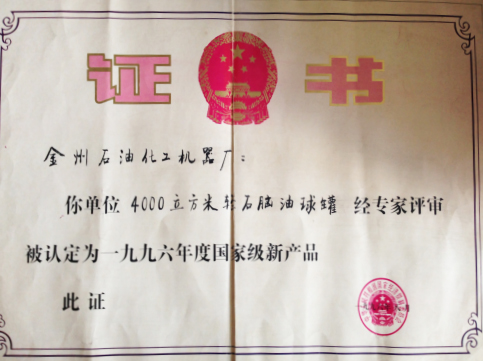 证书
金州石油化工机器厂:
你单位 4000立方米轻石脑油球罐 经专家评审
被认定为一九九六年度国家级新产品
此证